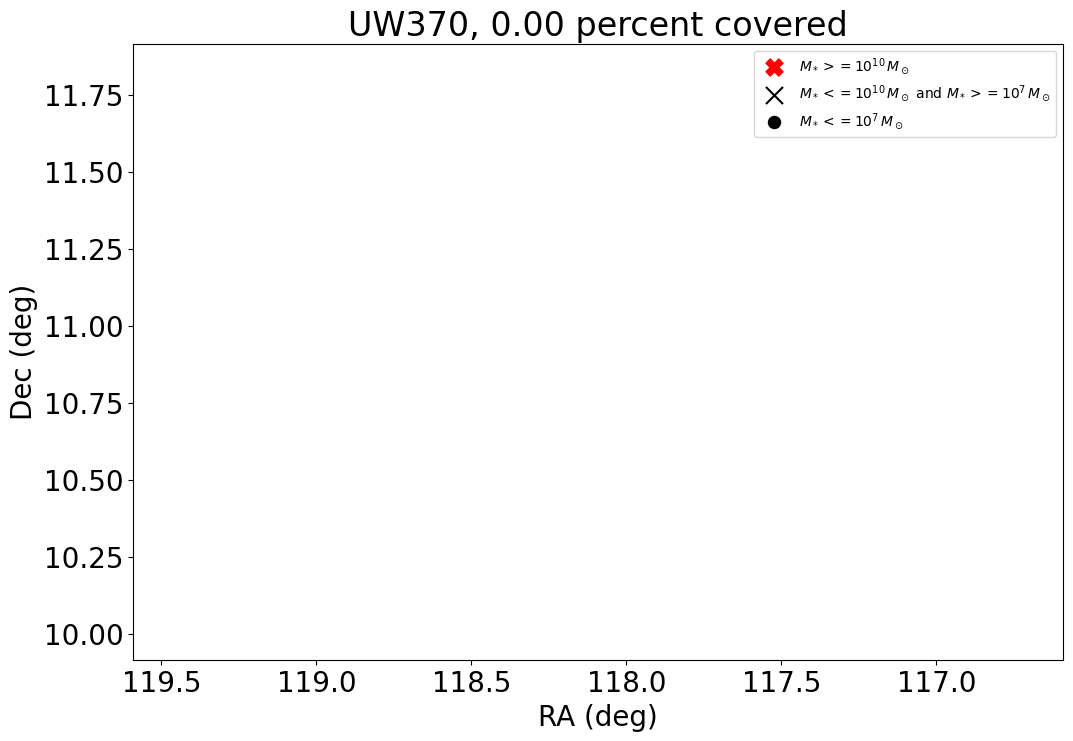 UW370, 0.00 percent covered
M* >= 10^10 M⊙
M* <= 10^10 M⊙ and M* >= 10^7 M⊙
M* <= 10^7 M⊙
11.75
11.50
11.25
11.00
10.75
10.50
10.25
10.00
Dec (deg)
119.5 119.0 118.5 118.0 117.5 117.0
RA (deg)